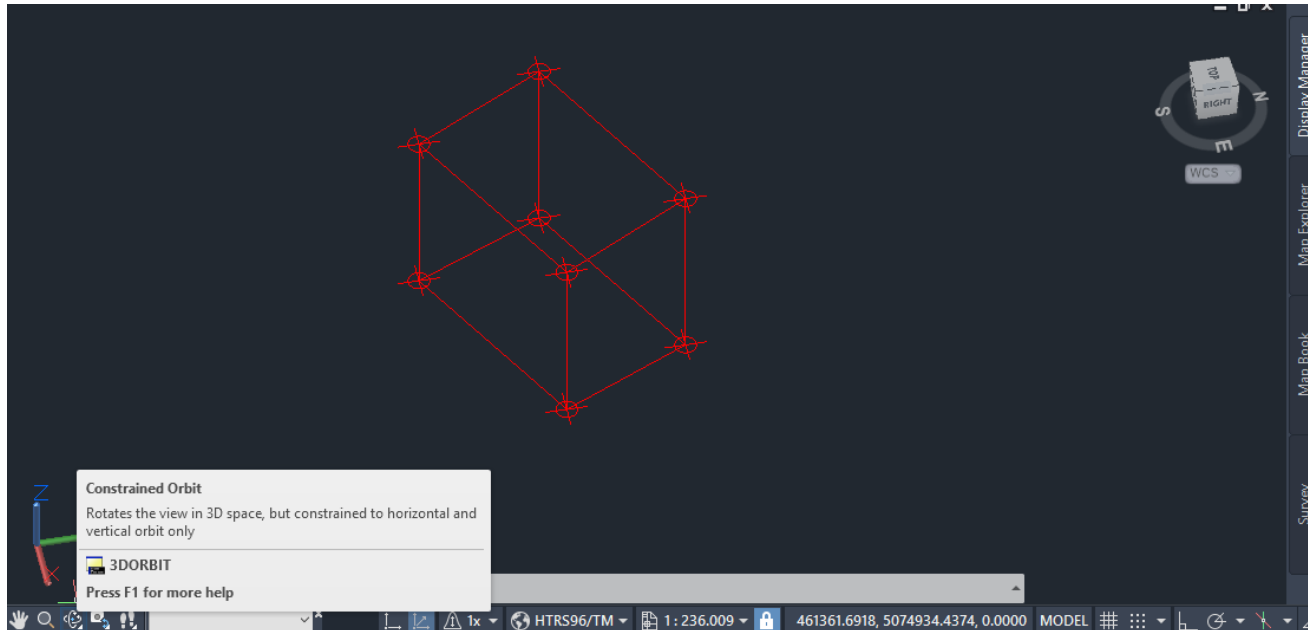 Display Manager
TOP
RIGHT
S
N
E
WCS
Map Explorer
Map Book
Survey
Z
X
Constrained Orbit
Rotates the view in 3D space, but constrained to horizontal and
vertical orbit only
3DORBIT
Press F1 for more help
1x
HTRS96/TM
1:236.009
461361.6918, 5074934.4374, 0.0000
MODEL